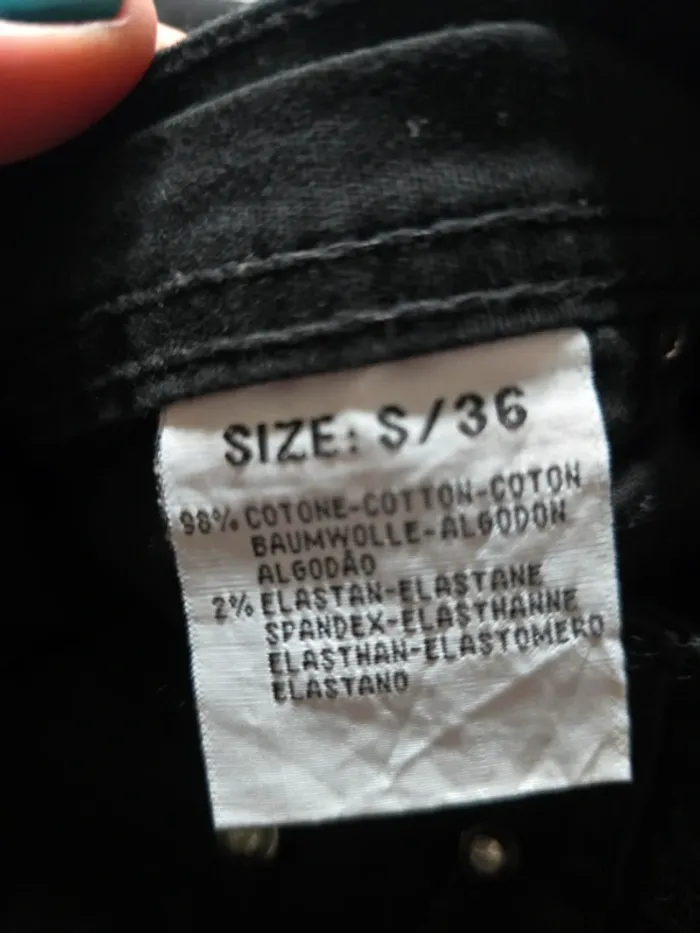 SIZE: S/36
98% COTONE-COTTON-COTON
BAUMWOLLE-ALGODON
ALGODÃO
2% ELASTAN-ELASTANE
SPANDEX-ELASTHANNE
ELASTHAN-ELASTOMERO
ELASTANO